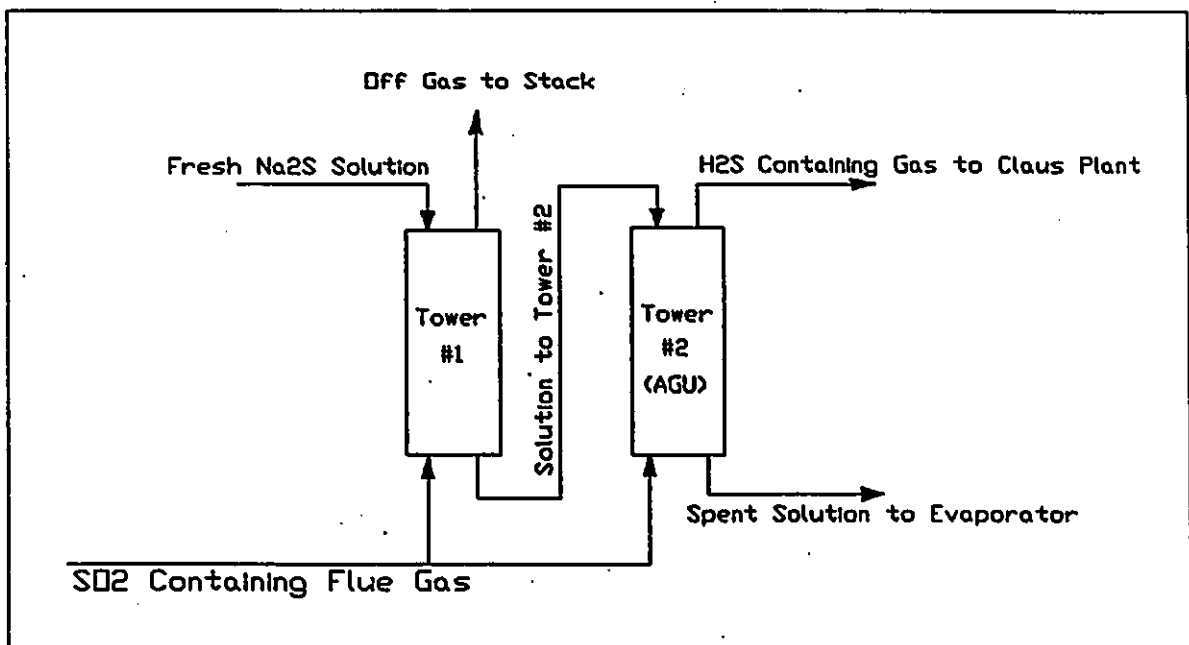 Off Gas to Stack
Fresh Na2S Solution
H2S Containing Gas to Claus Plant
Solution to Tower #2
Tower
#1
Tower
#2
(AGU)
Spent Solution to Evaporator
SO2 Containing Flue Gas